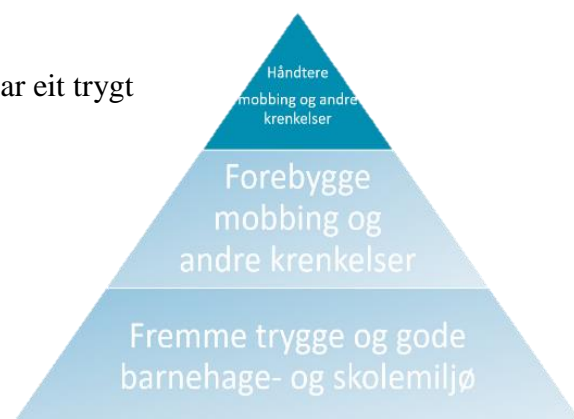 ar eit trygt
Håndtere
mobbing og andre
krenkelser
Forebygge
mobbing og
andre krenkelser
Fremme trygge og gode
barnehage- og skolemiljø